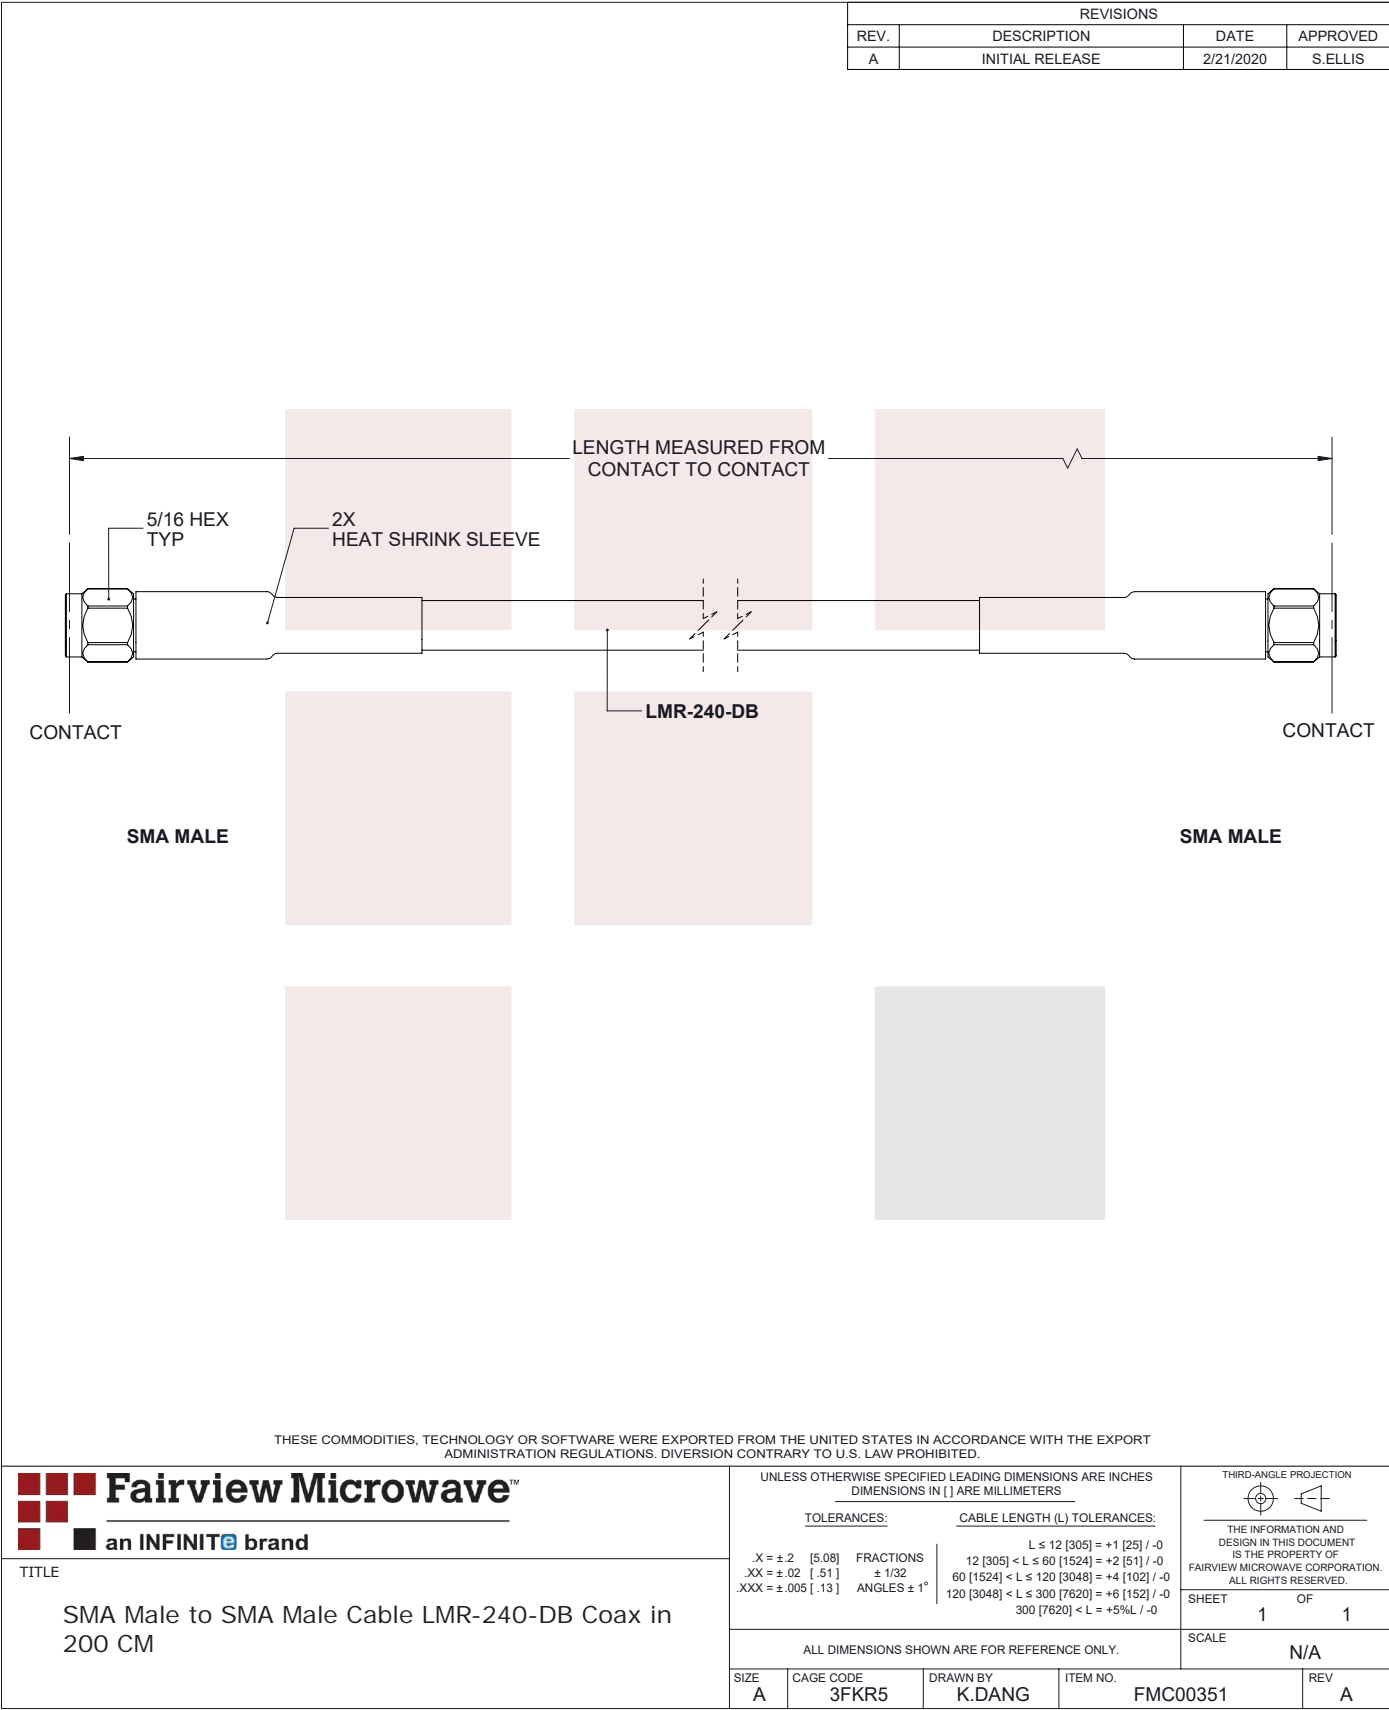 REVISIONS
REV. DESCRIPTION DATE APPROVED
A INITIAL RELEASE 2/21/2020 S.ELLIS
LENGTH MEASURED FROM
CONTACT TO CONTACT
5/16 HEX
TYP
2X
HEAT SHRINK SLEEVE
LMR-240-DB
CONTACT
CONTACT
SMA MALE
SMA MALE
THESE COMMODITIES, TECHNOLOGY OR SOFTWARE WERE EXPORTED FROM THE UNITED STATES IN ACCORDANCE WITH THE EXPORT
ADMINISTRATION REGULATIONS. DIVERSION CONTRARY TO U.S. LAW PROHIBITED.
Fairview Microwave™
an INFINITe brand
TITLE
SMA Male to SMA Male Cable LMR-240-DB Coax in
200 CM
UNLESS OTHERWISE SPECIFIED LEADING DIMENSIONS ARE INCHES
DIMENSIONS IN [ ] ARE MILLIMETERS
TOLERANCES:
.X = ±.2 [5.08] FRACTIONS
.XX = ±.02 [ .51 ] ± 1/32
.XXX = ±.005 [ .13 ] ANGLES ± 1°
CABLE LENGTH (L) TOLERANCES:
L ≤ 12 [305] = +1 [25] / -0
12 [305] < L ≤ 60 [1524] = +2 [51] / -0
60 [1524] < L ≤ 120 [3048] = +4 [102] / -0
120 [3048] < L ≤ 300 [7620] = +6 [152] / -0
300 [7620] < L = +5%L / -0
ALL DIMENSIONS SHOWN ARE FOR REFERENCE ONLY.
THIRD-ANGLE PROJECTION
THE INFORMATION AND
DESIGN IN THIS DOCUMENT
IS THE PROPERTY OF
FAIRVIEW MICROWAVE CORPORATION.
ALL RIGHTS RESERVED.
SHEET 1 OF 1
SCALE
N/A
SIZE CAGE CODE DRAWN BY ITEM NO. REV
A 3FKR5 K.DANG FMC00351 A